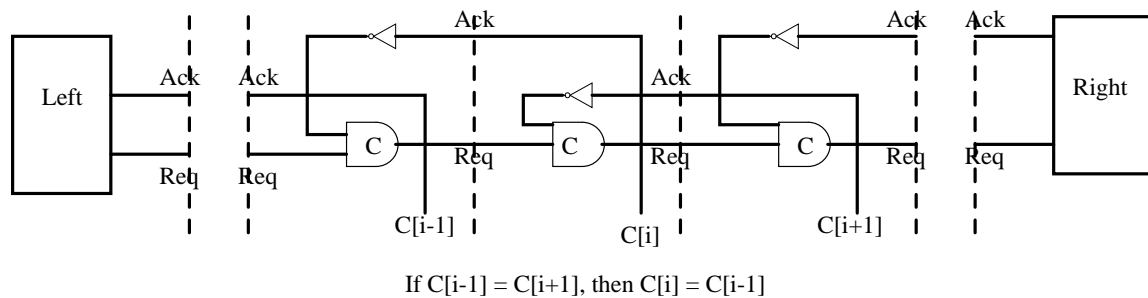 Ack
Ack
Ack
Left
Ack
Ack
Ack
Right
C
C
C
Req
Req
Req
Req
Req
Req
C[i-1]
C[i]
C[i+1]
If C[i-1] = C[i+1], then C[i] = C[i-1]